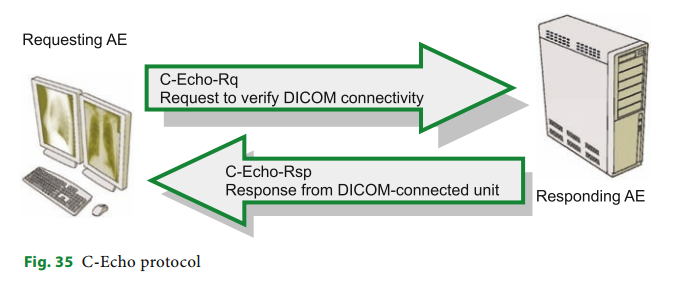 Requesting AE
C-Echo-Rq
Request to verify DICOM connectivity
C-Echo-Rsp
Response from DICOM-connected unit
Responding AE
Fig. 35 C-Echo protocol